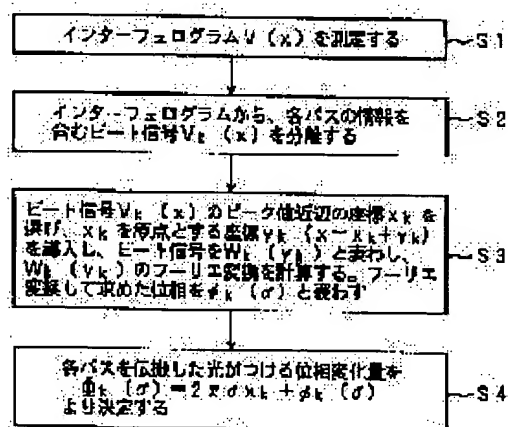 インターフェログラムV(x)を測定する
S1
インターフェログラムから、各パスの情報を
含むビート信号Vk(x)を分離する
S2
ビート信号Vk(x)のピーク値近辺の座標xkを
選び、xkを原点とする座標yk(x=xk+yk)
を導入し、ビート信号をWk(yk)と表わし、
Wk(yk)のフーリエ変換を計算する。フーリエ
変換して求めた位相をφk(σ)と表わす
S3
各パスを伝搬した光がつける位相変化量を
Φk(σ)=2πσxk+φk(σ)
より決定する
S4